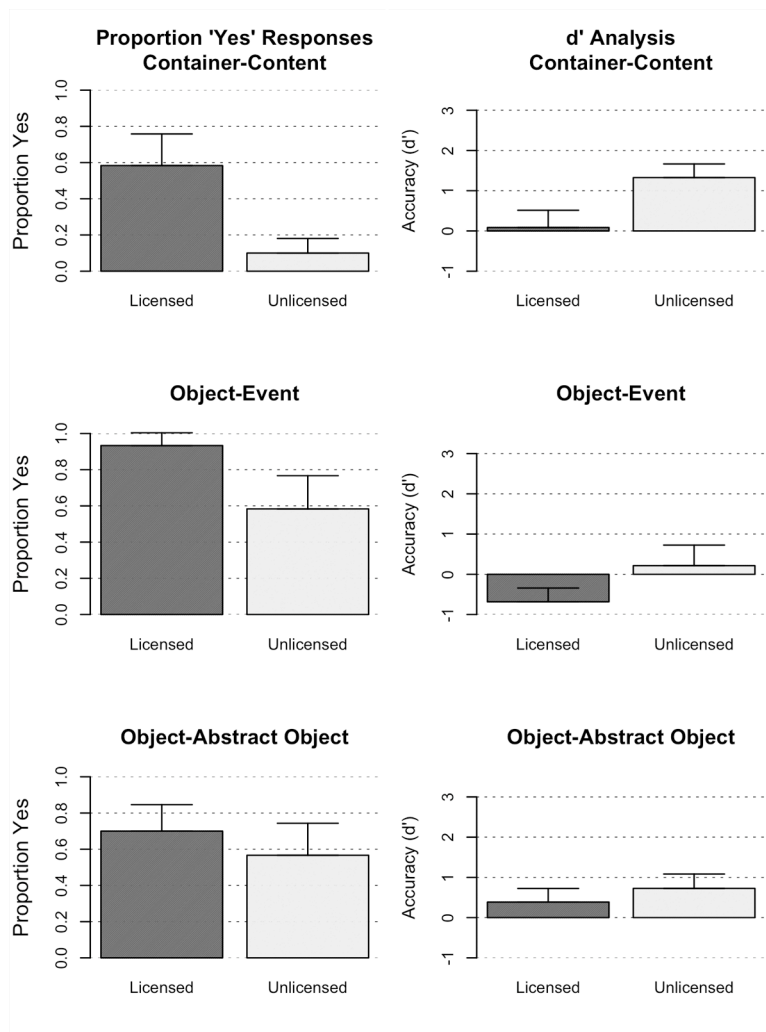 Proportion 'Yes' Responses
Container-Content
Proportion Yes
1.0
0.8
0.6
0.4
0.2
0.0
Licensed
Unlicensed
d' Analysis
Container-Content
Accuracy (d')
3
2
1
0
-1
Licensed
Unlicensed
Object-Event
Proportion Yes
1.0
0.8
0.6
0.4
0.2
0.0
Licensed
Unlicensed
Object-Event
Accuracy (d')
3
2
1
0
-1
Licensed
Unlicensed
Object-Abstract Object
Proportion Yes
1.0
0.8
0.6
0.4
0.2
0.0
Licensed
Unlicensed
Object-Abstract Object
Accuracy (d')
3
2
1
0
-1
Licensed
Unlicensed